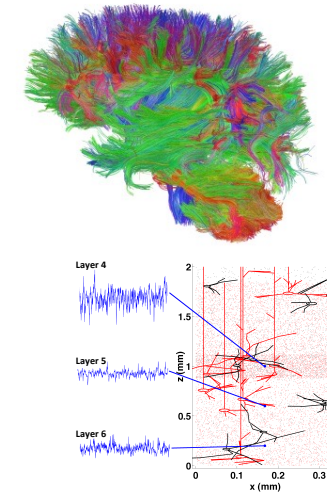 Layer 4
Layer 5
Layer 6
2
1.5
1
0.5
0
z (mm)
0 0.1 0.2 0.3
x (mm)